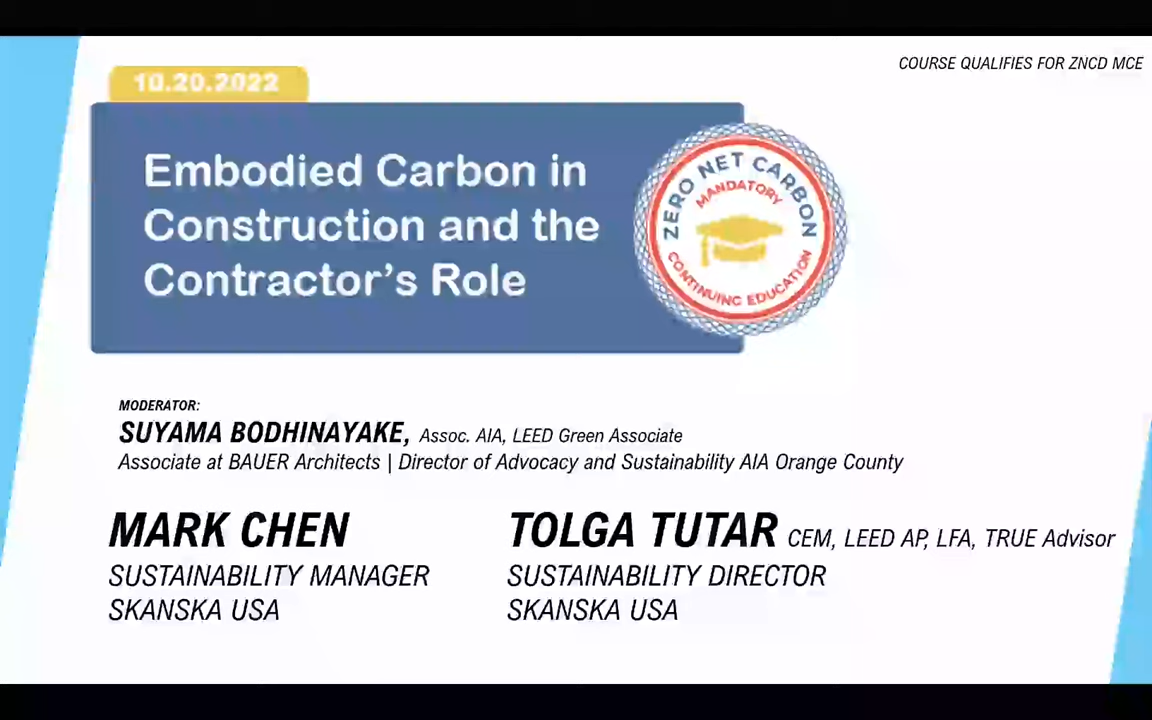 COURSE QUALIFIES FOR ZNCD MCE
10.20.2022
Embodied Carbon in
Construction and the
Contractor's Role
ZERO NET CARBON
MANDATORY
CONTINUING EDUCATION
MODERATOR:
SUYAMA BODHINAYAKE, Assoc. AIA, LEED Green Associate
Associate at BAUER Architects | Director of Advocacy and Sustainability AIA Orange County
MARK CHEN
SUSTAINABILITY MANAGER
SKANSKA USA
TOLGA TUTAR CEM, LEED AP, LFA, TRUE Advisor
SUSTAINABILITY DIRECTOR
SKANSKA USA